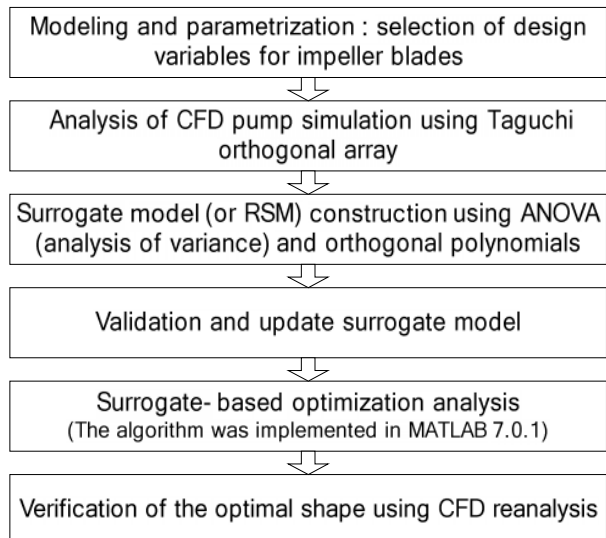 Modeling and parametrization : selection of design
variables for impeller blades
Analysis of CFD pump simulation using Taguchi
orthogonal array
Surrogate model (or RSM) construction using ANOVA
(analysis of variance) and orthogonal polynomials
Validation and update surrogate model
Surrogate- based optimization analysis
(The algorithm was implemented in MATLAB 7.0.1)
Verification of the optimal shape using CFD reanalysis